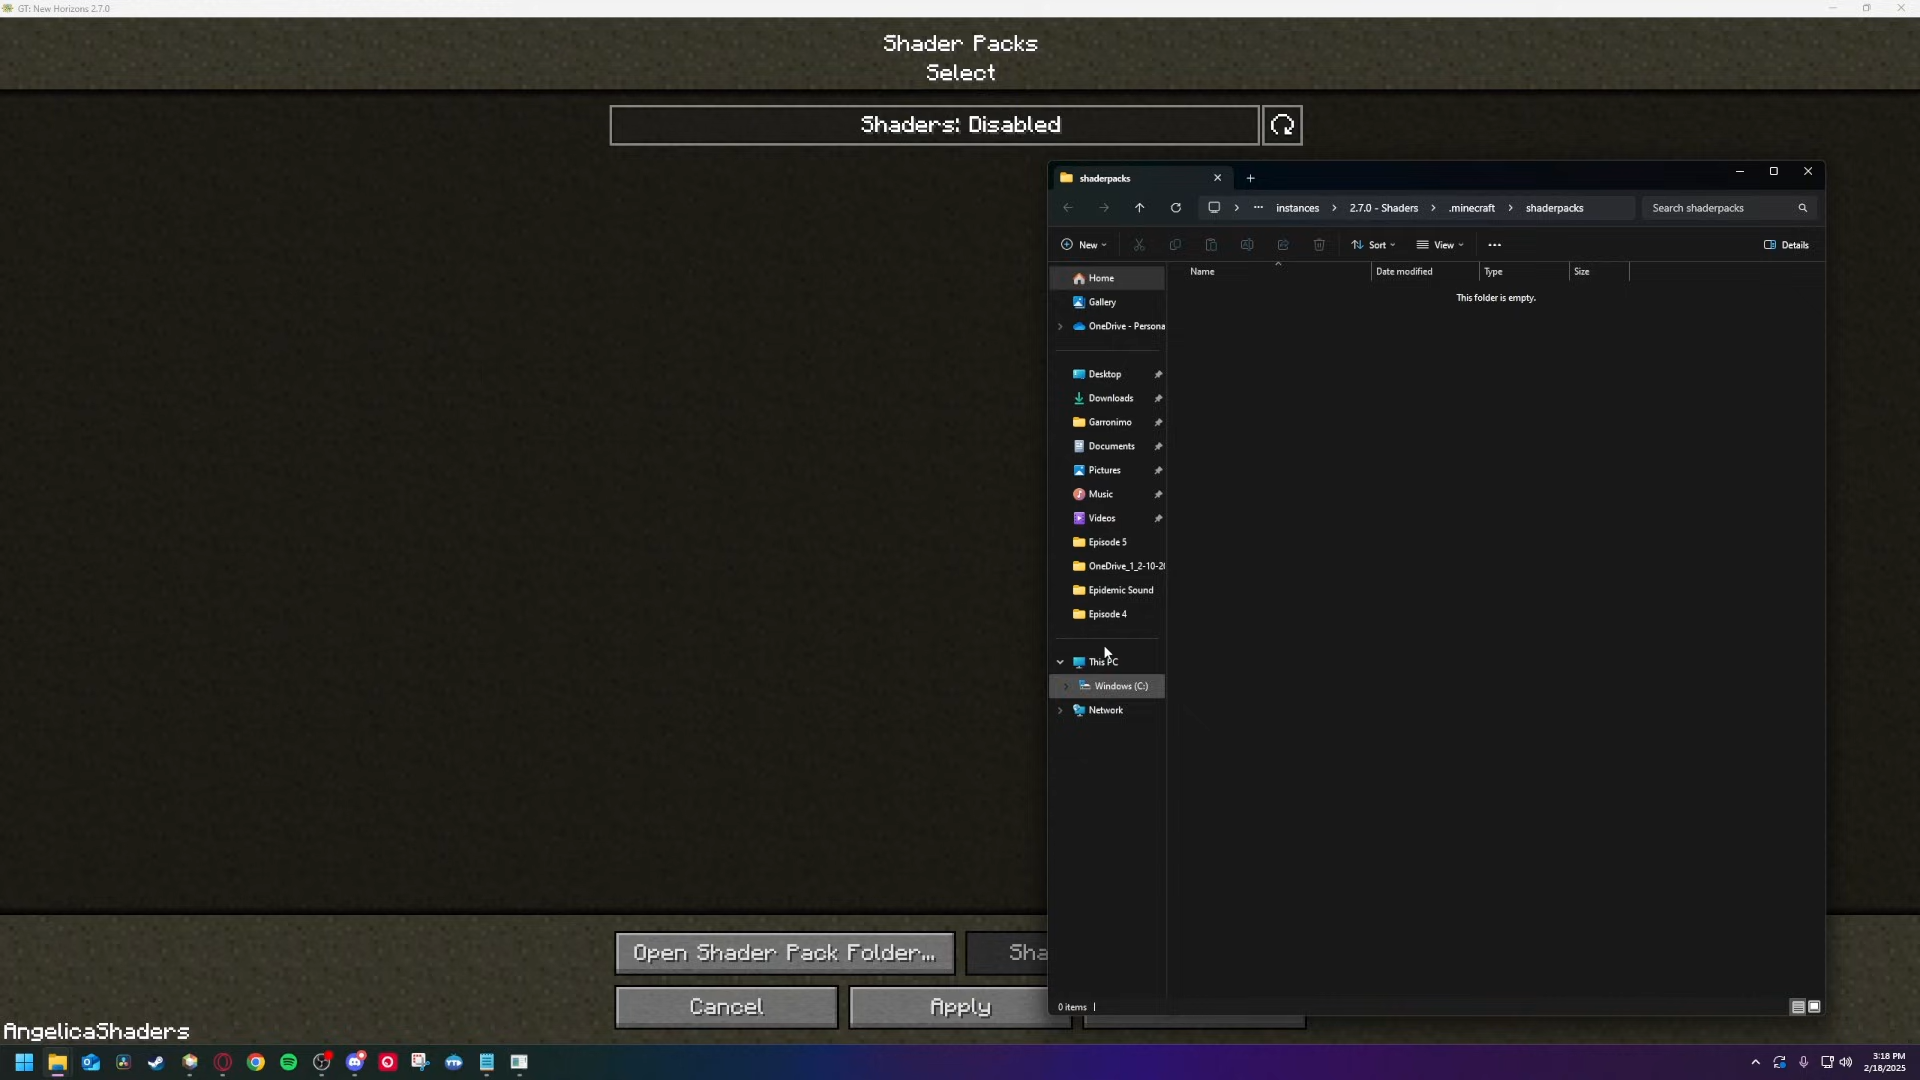 GT: New Horizons 2.7.0
Shader Packs
Select
Shaders: Disabled
shaderpacks
instances
2.7.0 - Shaders
.minecraft
shaderpacks
Search shaderpacks
New
Sort
View
Details
Name
Date modified
Type
Size
This folder is empty.
Home
Gallery
OneDrive - Persona
Desktop
Downloads
Garronimo
Documents
Pictures
Music
Videos
Episode 5
OneDrive_1_2-10-20
Epidemic Sound
Episode 4
This PC
Windows (C:)
Network
0 items
Open Shader Pack Folder...
Sha
Cancel
Apply
AngelicaShaders
3:18 PM
2/18/2025